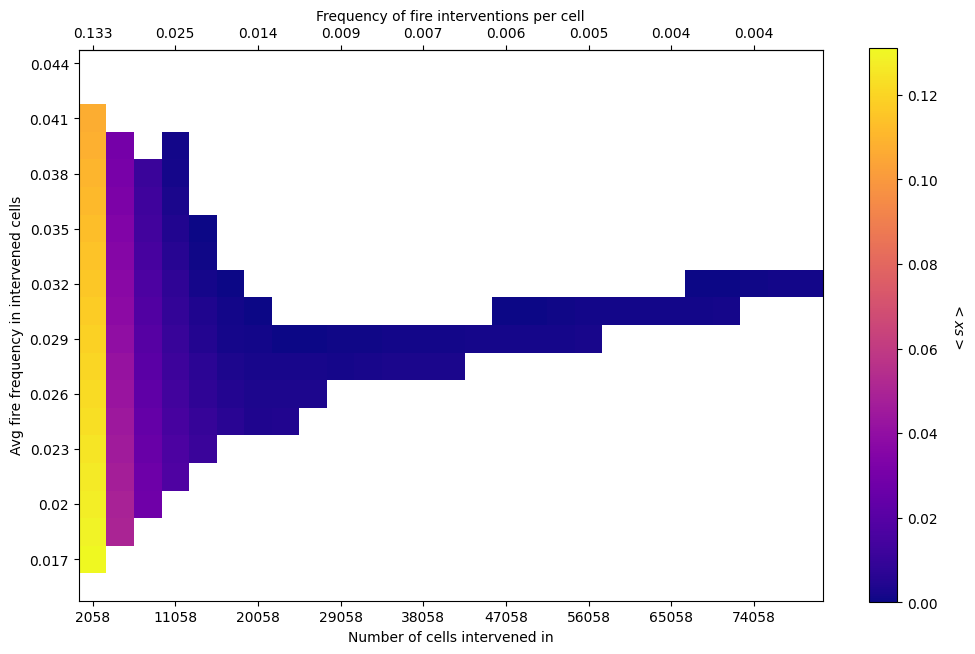 Frequency of fire interventions per cell
0.133 0.025 0.014 0.009 0.007 0.006 0.005 0.004 0.004
Avg fire frequency in intervened cells
0.044
0.041
0.038
0.035
0.032
0.029
0.026
0.023
0.02
0.017
2058 11058 20058 29058 38058 47058 56058 65058 74058
Number of cells intervened in
0.12
0.10
0.08
0.06
0.04
0.02
0.00
< sx >